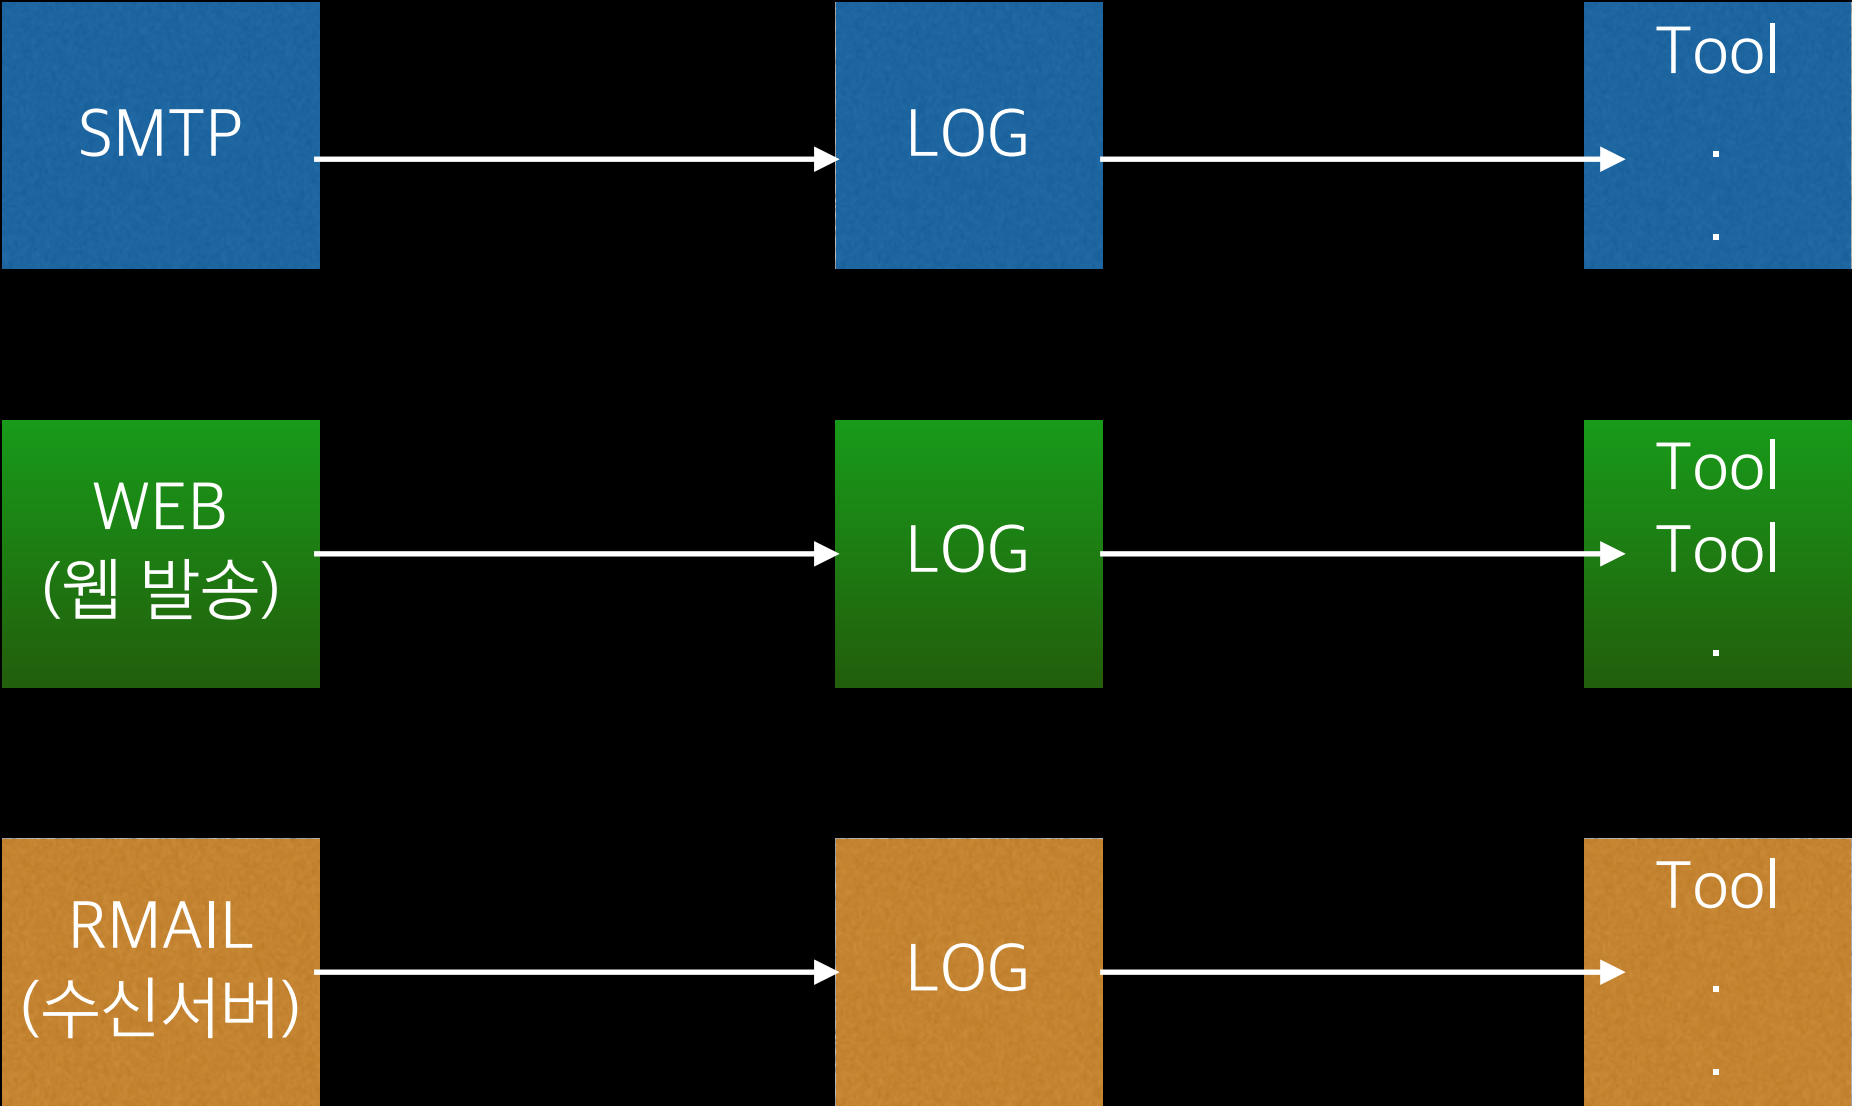 SMTP
LOG
Tool
.
.
WEB
(웹 발송)
LOG
Tool
Tool
.
RMAIL
(수신서버)
LOG
Tool
.
.